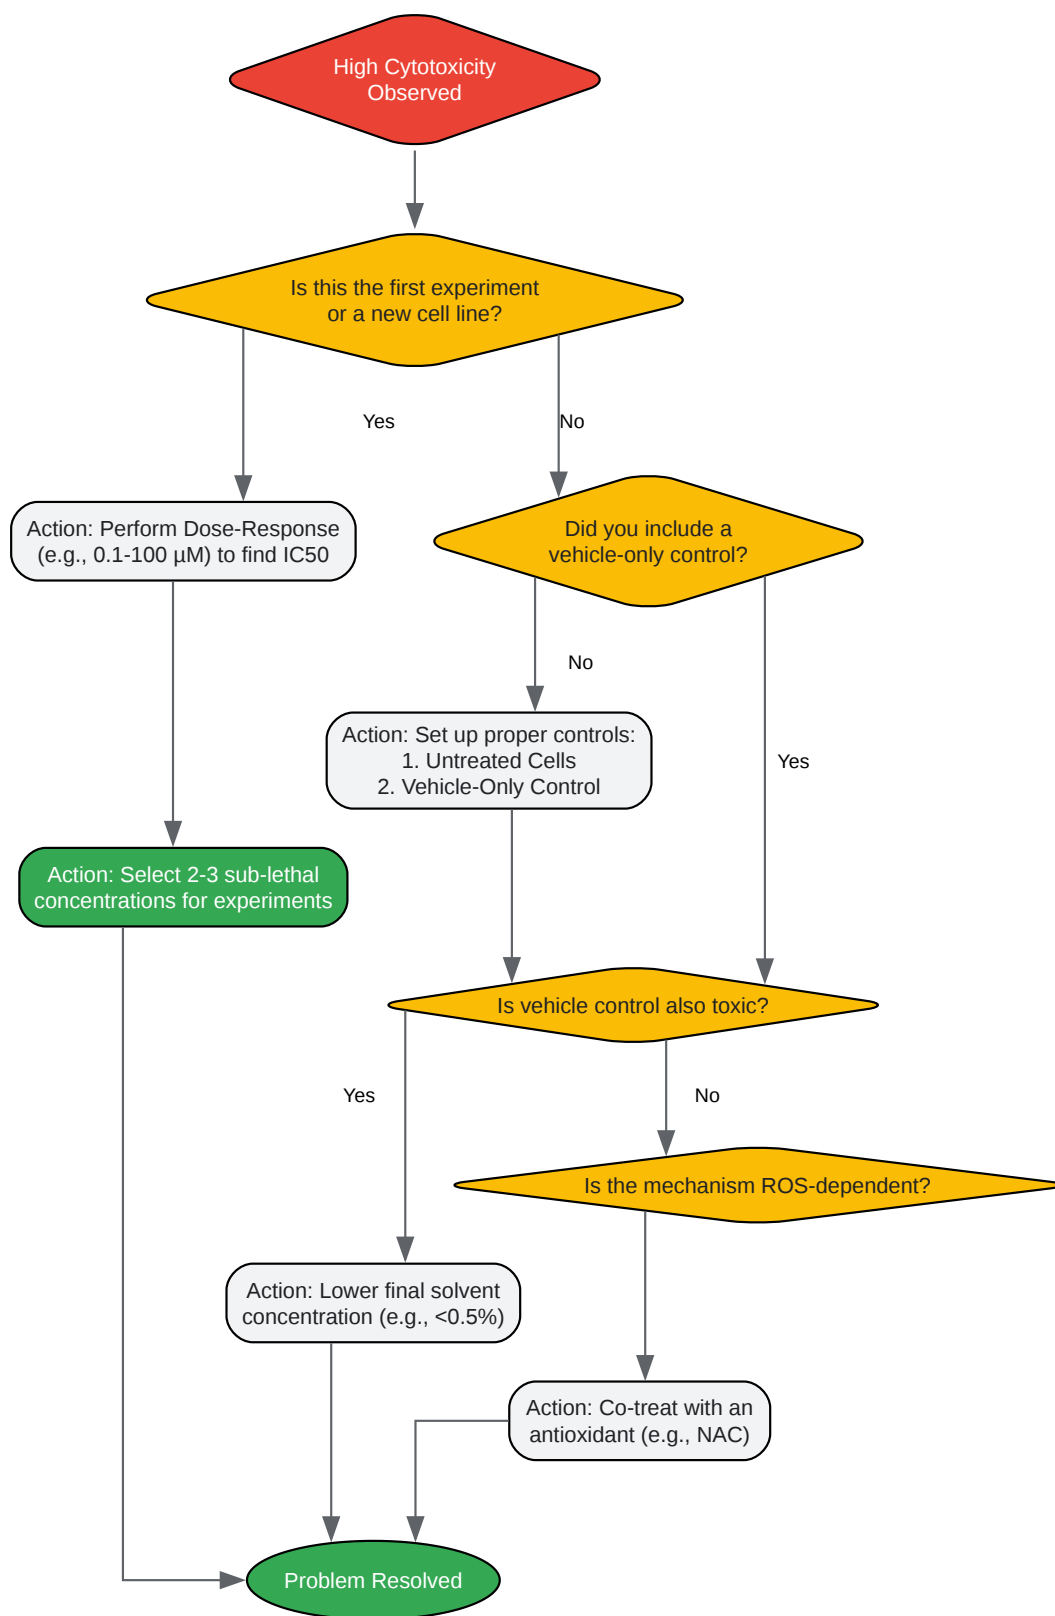 High Cytotoxicity
Observed
Is this the first experiment
or a new cell line?
Yes
No
Action: Perform Dose-Response
(e.g., 0.1-100 µM) to find IC50
Did you include a
vehicle-only control?
No
Action: Set up proper controls:
1. Untreated Cells
2. Vehicle-Only Control
Yes
Action: Select 2-3 sub-lethal
concentrations for experiments
Is vehicle control also toxic?
Yes
No
Is the mechanism ROS-dependent?
Action: Lower final solvent
concentration (e.g., <0.5%)
Action: Co-treat with an
antioxidant (e.g., NAC)
Problem Resolved